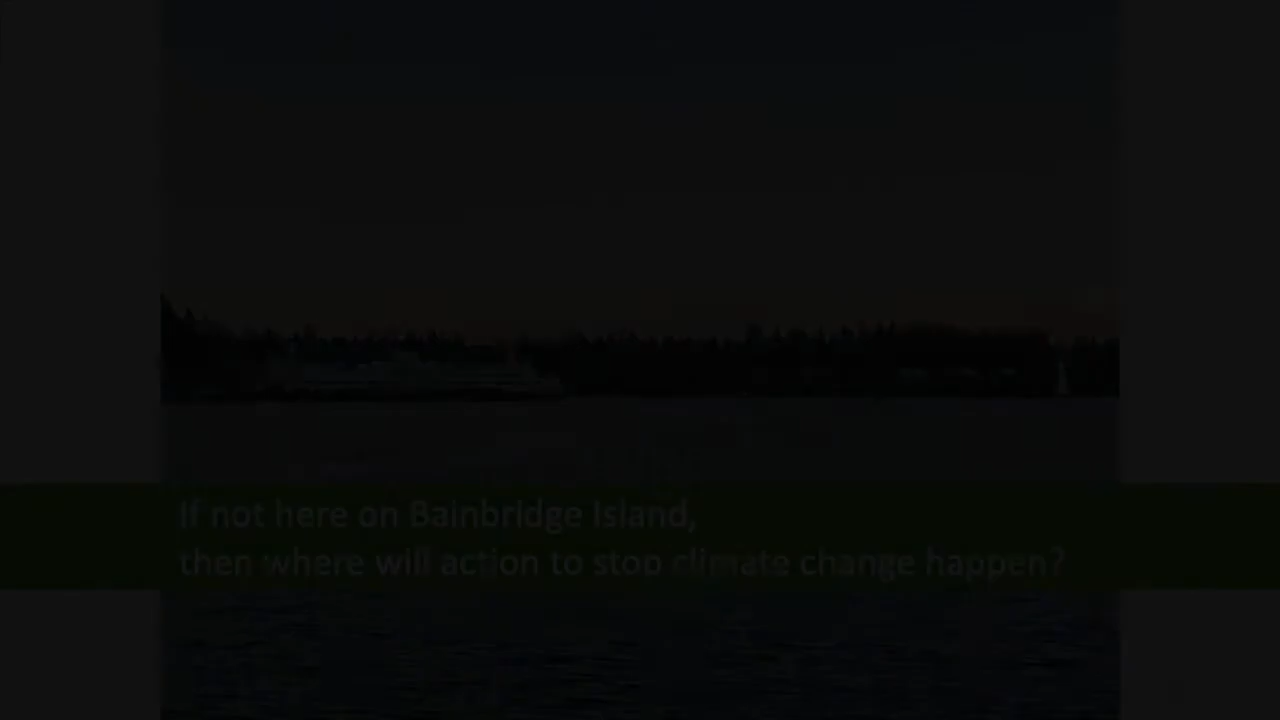 If not here on Bainbridge Island,
then where will action to stop climate change happen?